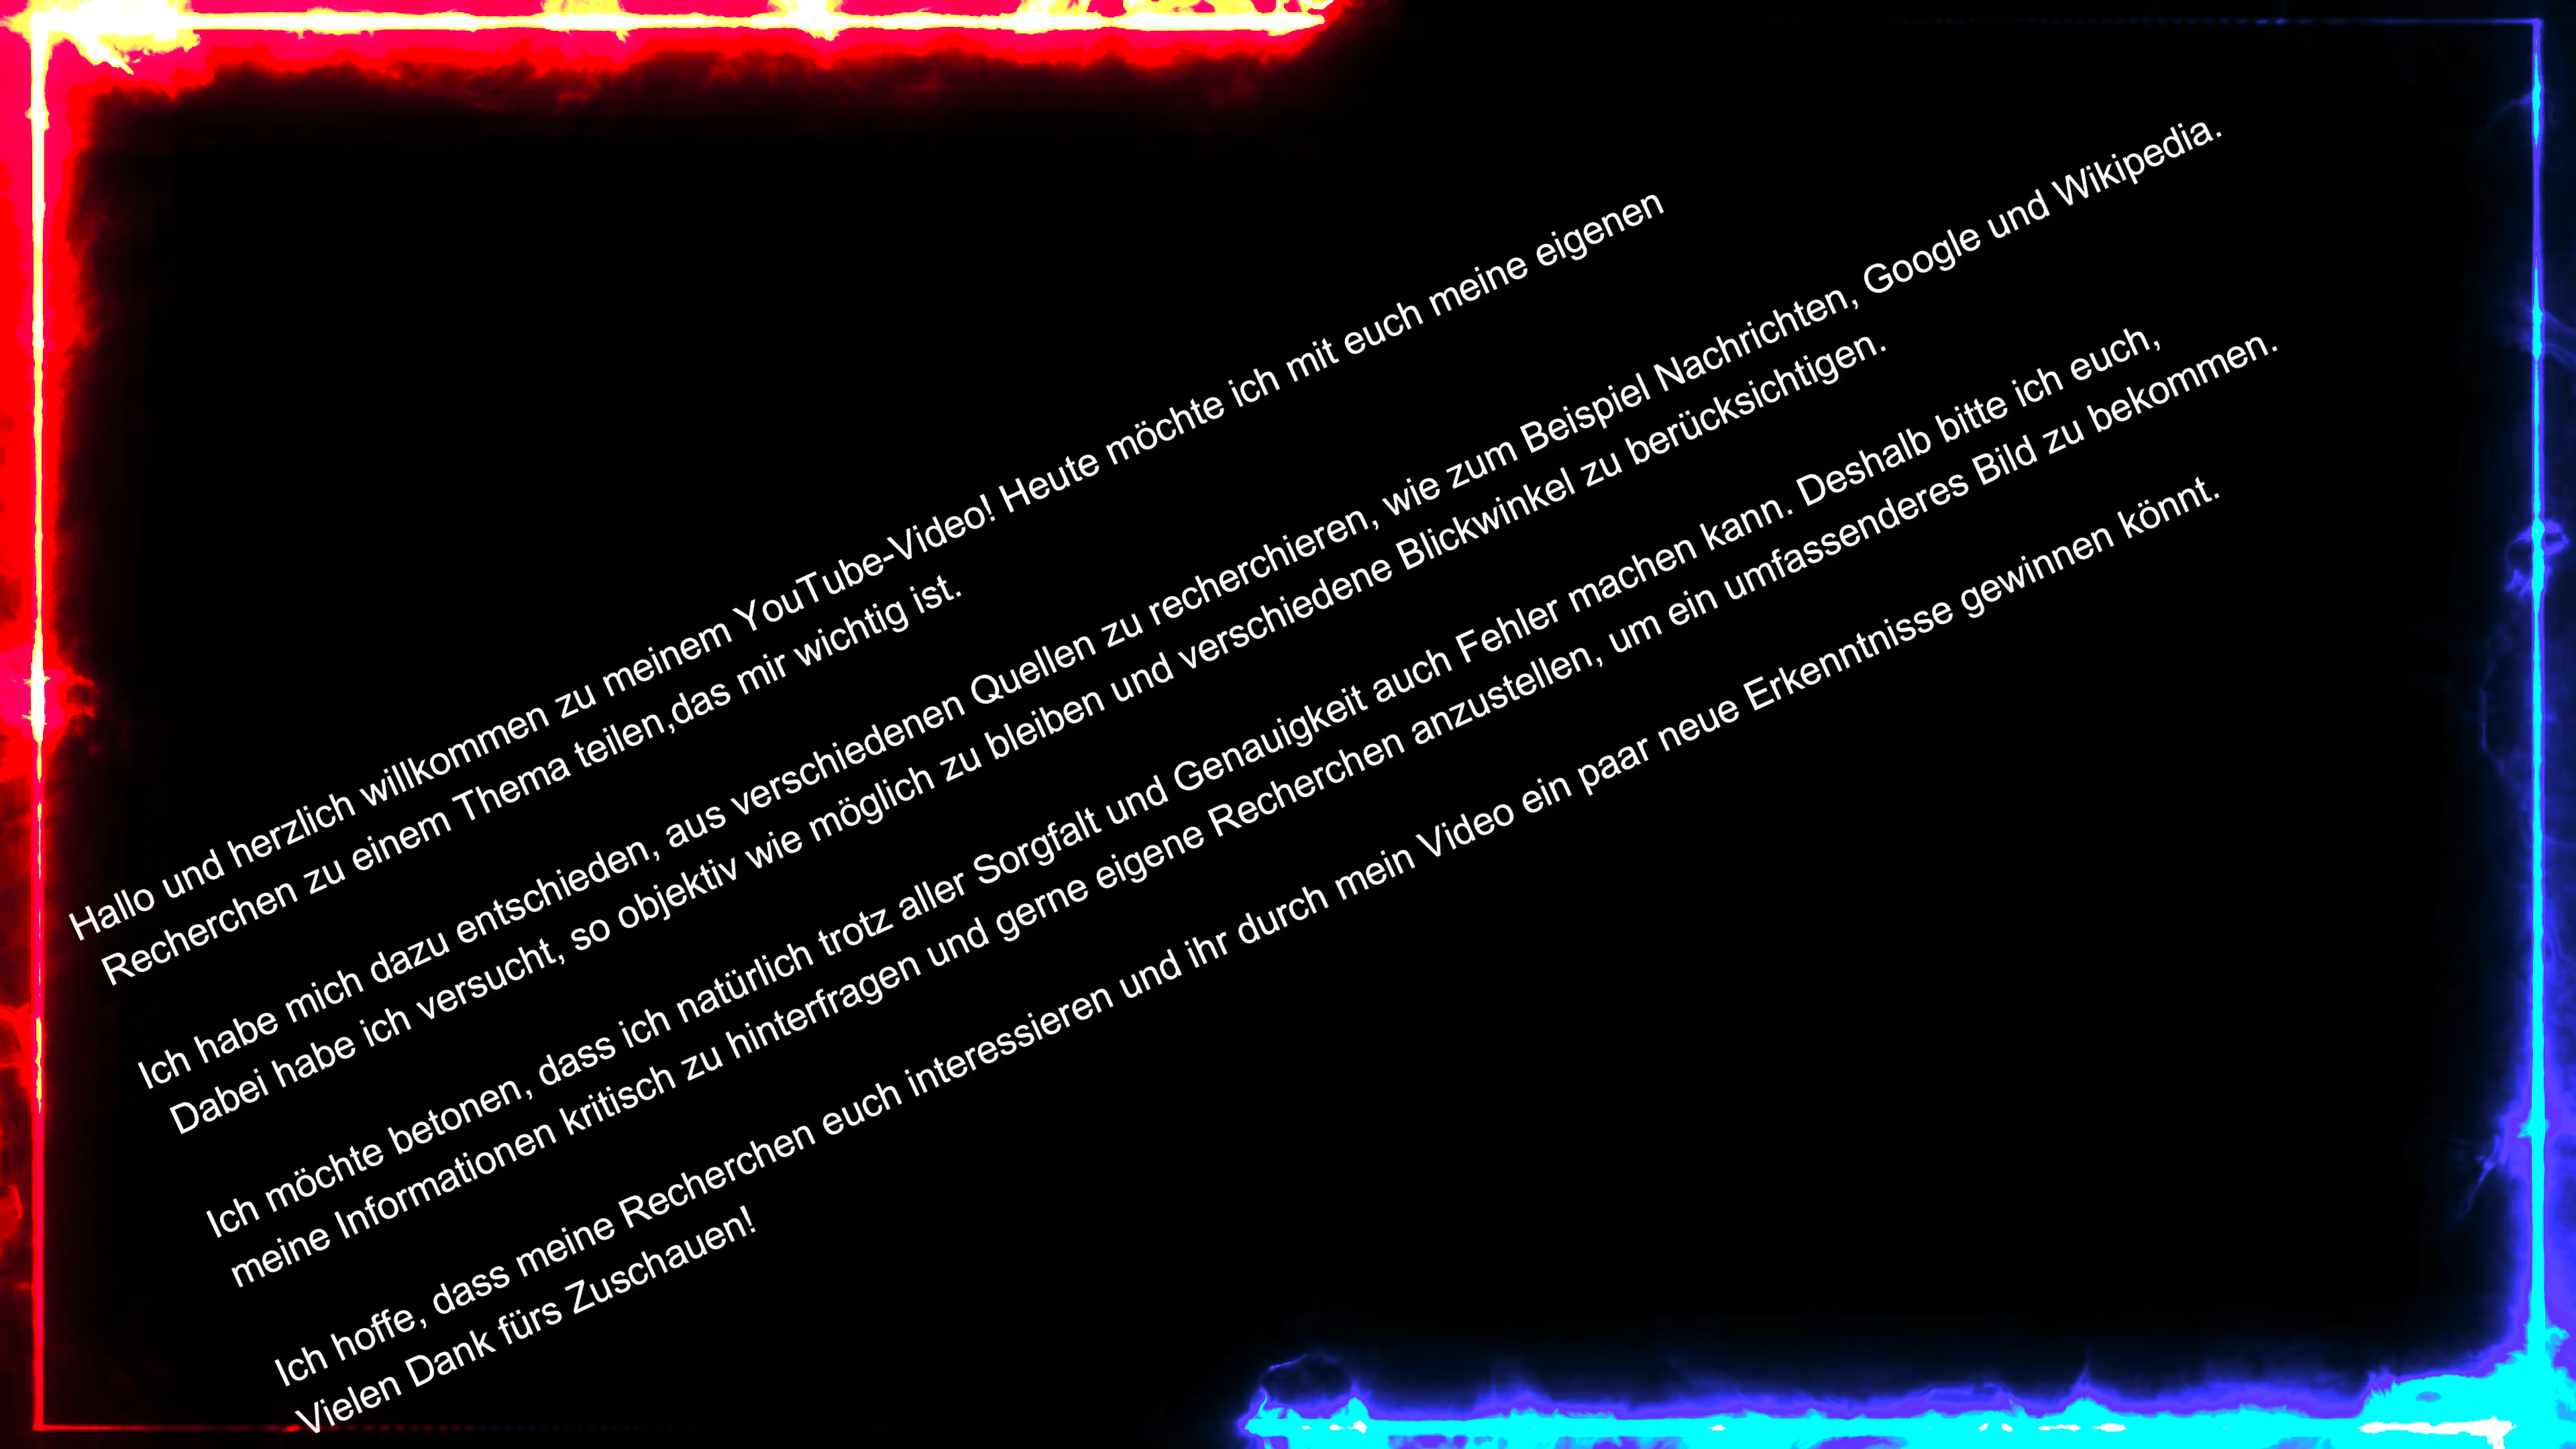 Hallo und herzlich willkommen zu meinem YouTube-Video! Heute möchte ich mit euch meine eigenen
Recherchen zu einem Thema teilen,das mir wichtig ist.
Ich habe mich dazu entschieden, aus verschiedenen Quellen zu recherchieren, wie zum Beispiel Nachrichten, Google und Wikipedia.
Dabei habe ich versucht, so objektiv wie möglich zu bleiben und verschiedene Blickwinkel zu berücksichtigen.
Ich möchte betonen, dass ich natürlich trotz aller Sorgfalt und Genauigkeit auch Fehler machen kann. Deshalb bitte ich euch,
meine Informationen kritisch zu hinterfragen und gerne eigene Recherchen anzustellen, um ein umfassenderes Bild zu bekommen.
Ich hoffe, dass meine Recherchen euch interessieren und ihr durch mein Video ein paar neue Erkenntnisse gewinnen könnt.
Vielen Dank fürs Zuschauen!